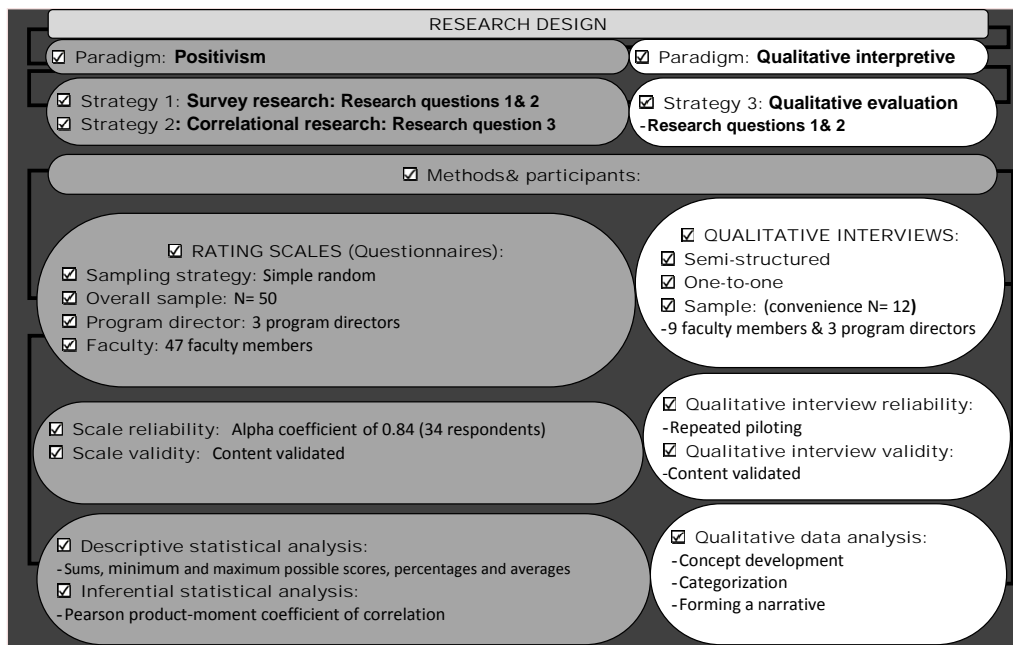 RESEARCH DESIGN
☑ Paradigm: Positivism
☑ Paradigm: Qualitative interpretive
☑ Strategy 1: Survey research: Research questions 1& 2
☑ Strategy 2: Correlational research: Research question 3
☑ Strategy 3: Qualitative evaluation
-Research questions 1& 2
☑ Methods& participants:
☑ RATING SCALES (Questionnaires):
☑ Sampling strategy: Simple random
☑ Overall sample: N= 50
☑ Program director: 3 program directors
☑ Faculty: 47 faculty members
☑ QUALITATIVE INTERVIEWS:
☑ Semi-structured
☑ One-to-one
☑ Sample: (convenience N= 12)
-9 faculty members & 3 program directors
☑ Scale reliability: Alpha coefficient of 0.84 (34 respondents)
☑ Scale validity: Content validated
☑ Qualitative interview reliability:
-Repeated piloting
☑ Qualitative interview validity:
-Content validated
☑ Descriptive statistical analysis:
-Sums, minimum and maximum possible scores, percentages and averages
☑ Inferential statistical analysis:
-Pearson product-moment coefficient of correlation
☑ Qualitative data analysis:
-Concept development
-Categorization
-Forming a narrative